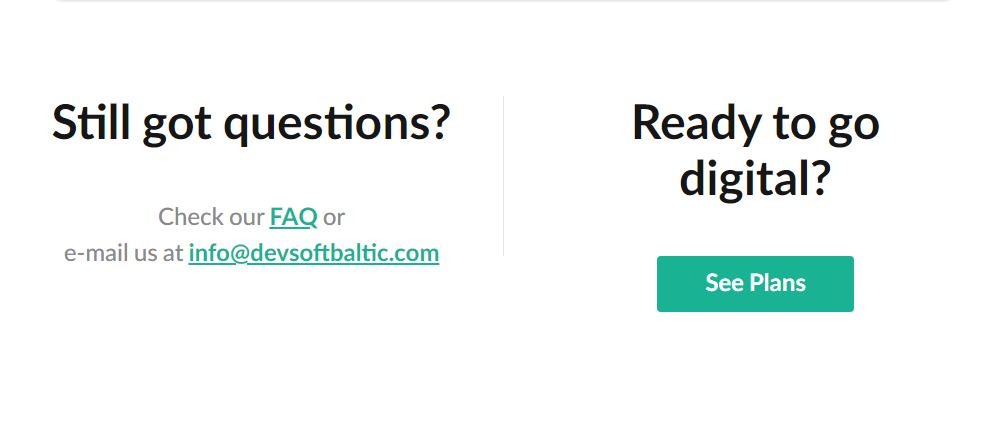 Still got questions?
Check our FAQ or
e-mail us at info@devsoftbaltic.com
Ready to go
digital?
See Plans